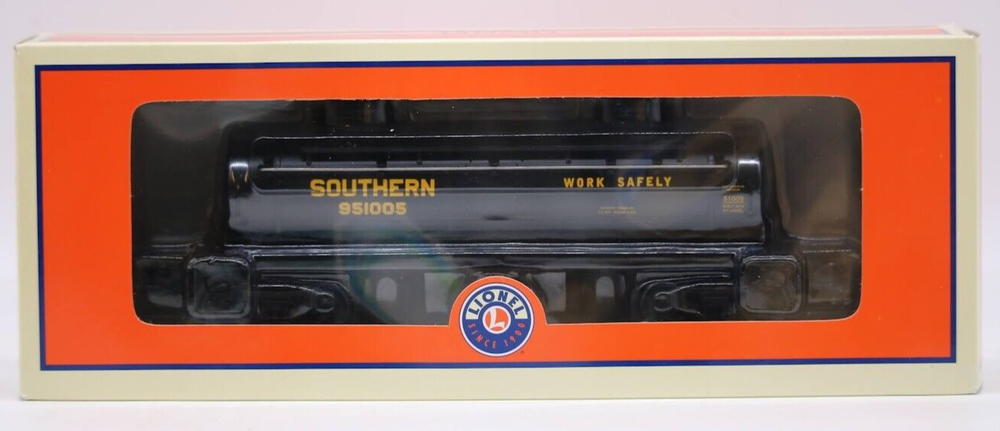 SOUTHERN
951005
WORK SAFELY
LIONEL
L
SINCE 1900